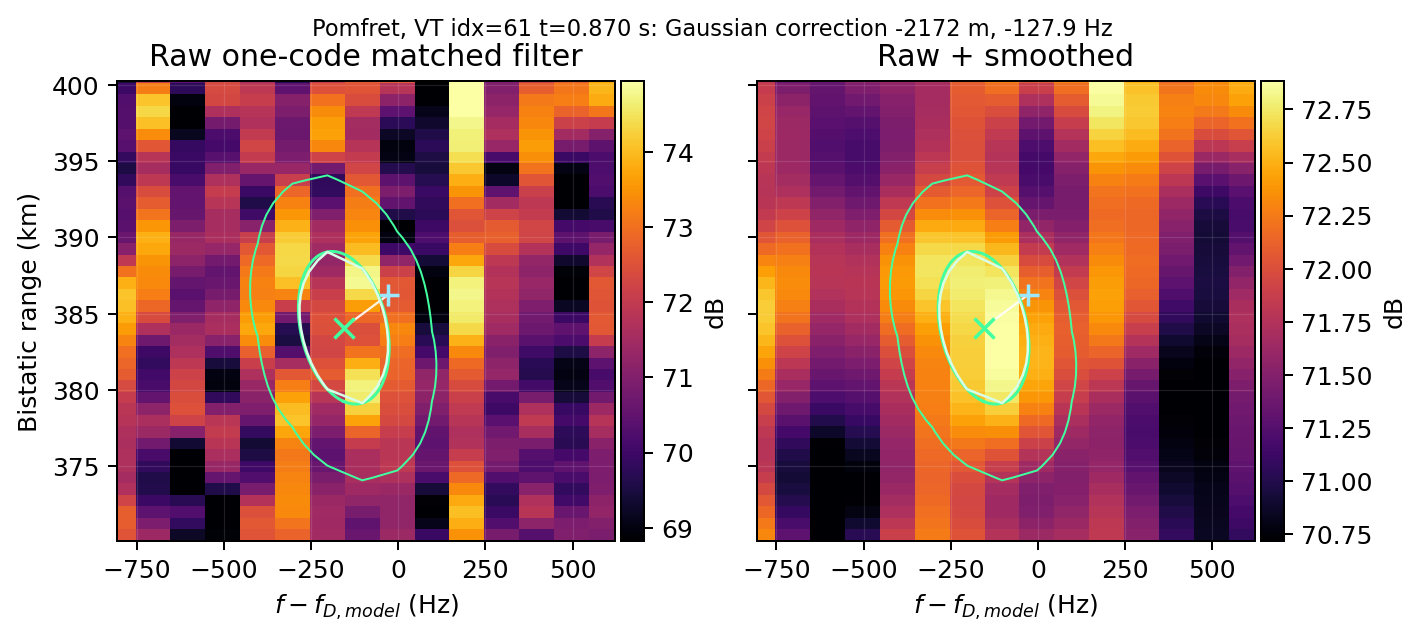 Pomfret, VT idx=61 t=0.870 s: Gaussian correction -2172 m, -127.9 Hz
Raw one-code matched filter
Raw + smoothed
Bistatic range (km)
400
395
390
385
380
375
−750 −500 −250 0 250 500
f − f_{D, model} (Hz)
74
73
72
71
70
69
dB
−750 −500 −250 0 250 500
f − f_{D, model} (Hz)
72.75
72.50
72.25
72.00
71.75
71.50
71.25
71.00
70.75
dB